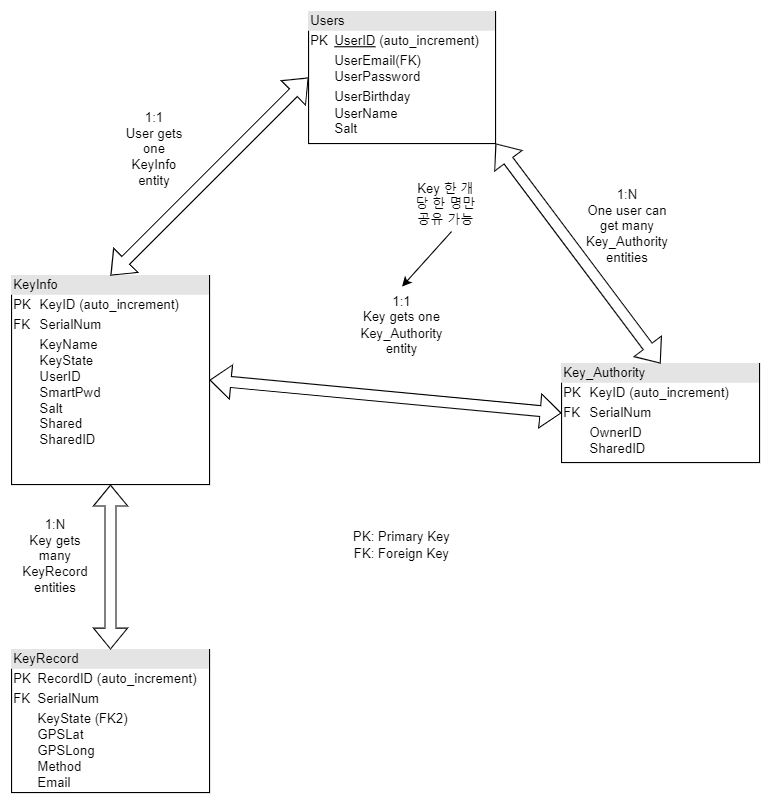 Users
PK UserID (auto_increment)
UserEmail(FK)
UserPassword
UserBirthday
UserName
Salt
1:1
User gets
one
KeyInfo
entity
Key 한 개
당 한 명만
공유 가능
1:N
One user can
get many
Key_Authority
entities
KeyInfo
PK KeyID (auto_increment)
FK SerialNum
KeyName
KeyState
UserID
SmartPwd
Salt
Shared
SharedID
1:1
Key gets one
Key_Authority
entity
Key_Authority
PK KeyID (auto_increment)
FK SerialNum
OwnerID
SharedID
1:N
Key gets
many
KeyRecord
entities
PK: Primary Key
FK: Foreign Key
KeyRecord
PK RecordID (auto_increment)
FK SerialNum
KeyState (FK2)
GPSLat
GPSLong
Method
Email